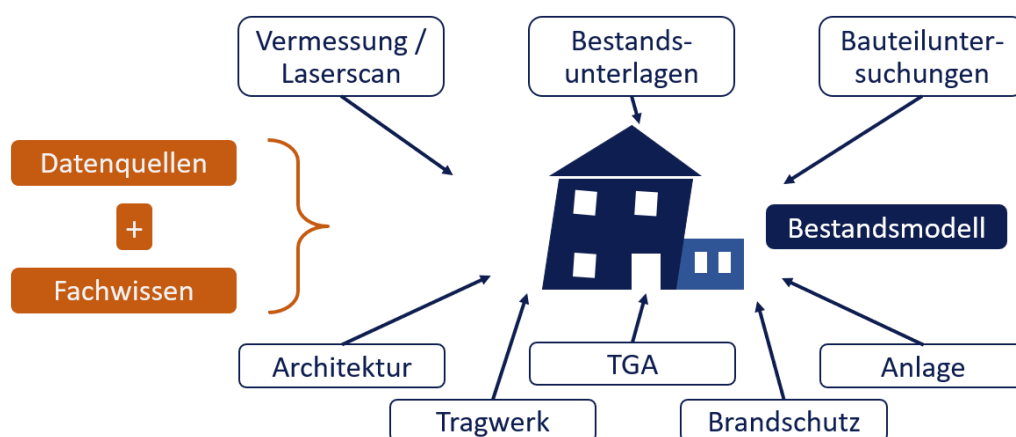 Vermessung /
Laserscan
Bestands-
unterlagen
Bauteilunter-
suchungen
Datenquellen
+
Fachwissen
Bestandsmodell
Architektur
TGA
Anlage
Tragwerk
Brandschutz